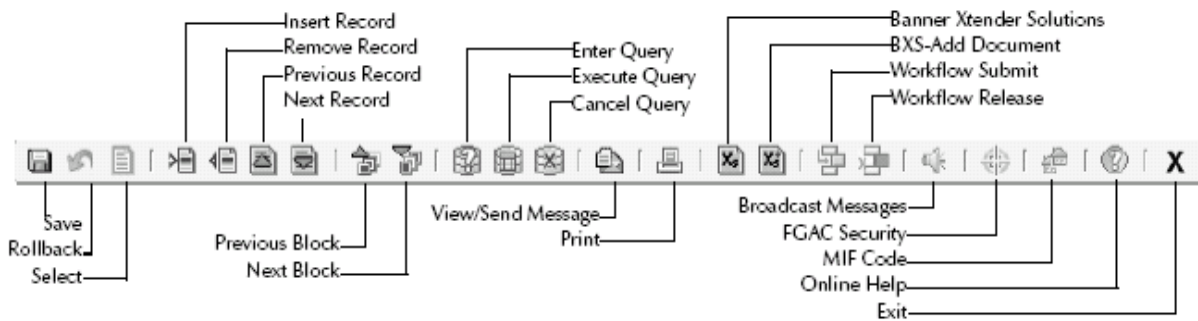 Insert Record
Remove Record
Previous Record
Next Record
Enter Query
Execute Query
Cancel Query
Banner Xtender Solutions
BXS-Add Document
Workflow Submit
Workflow Release
Save
Rollback
Select
Previous Block
Next Block
View/Send Message
Print
Broadcast Messages
FGAC Security
MIF Code
Online Help
Exit